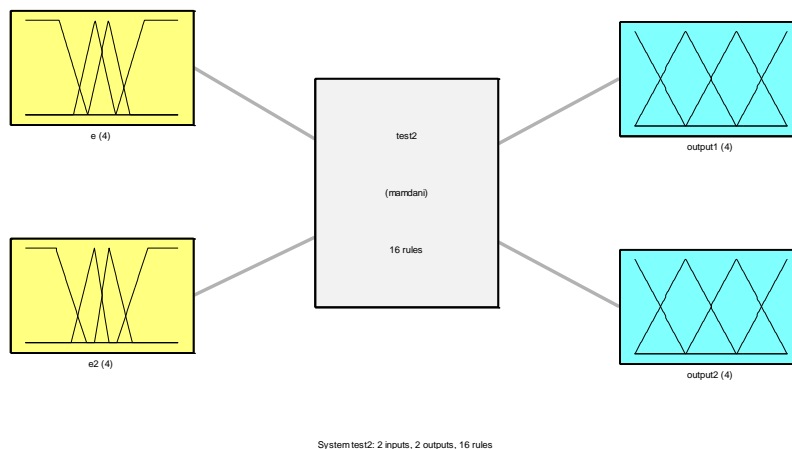 e (4)
e2 (4)
test2
(mamdani)
16 rules
output1 (4)
output2 (4)
System test2: 2 inputs, 2 outputs, 16 rules